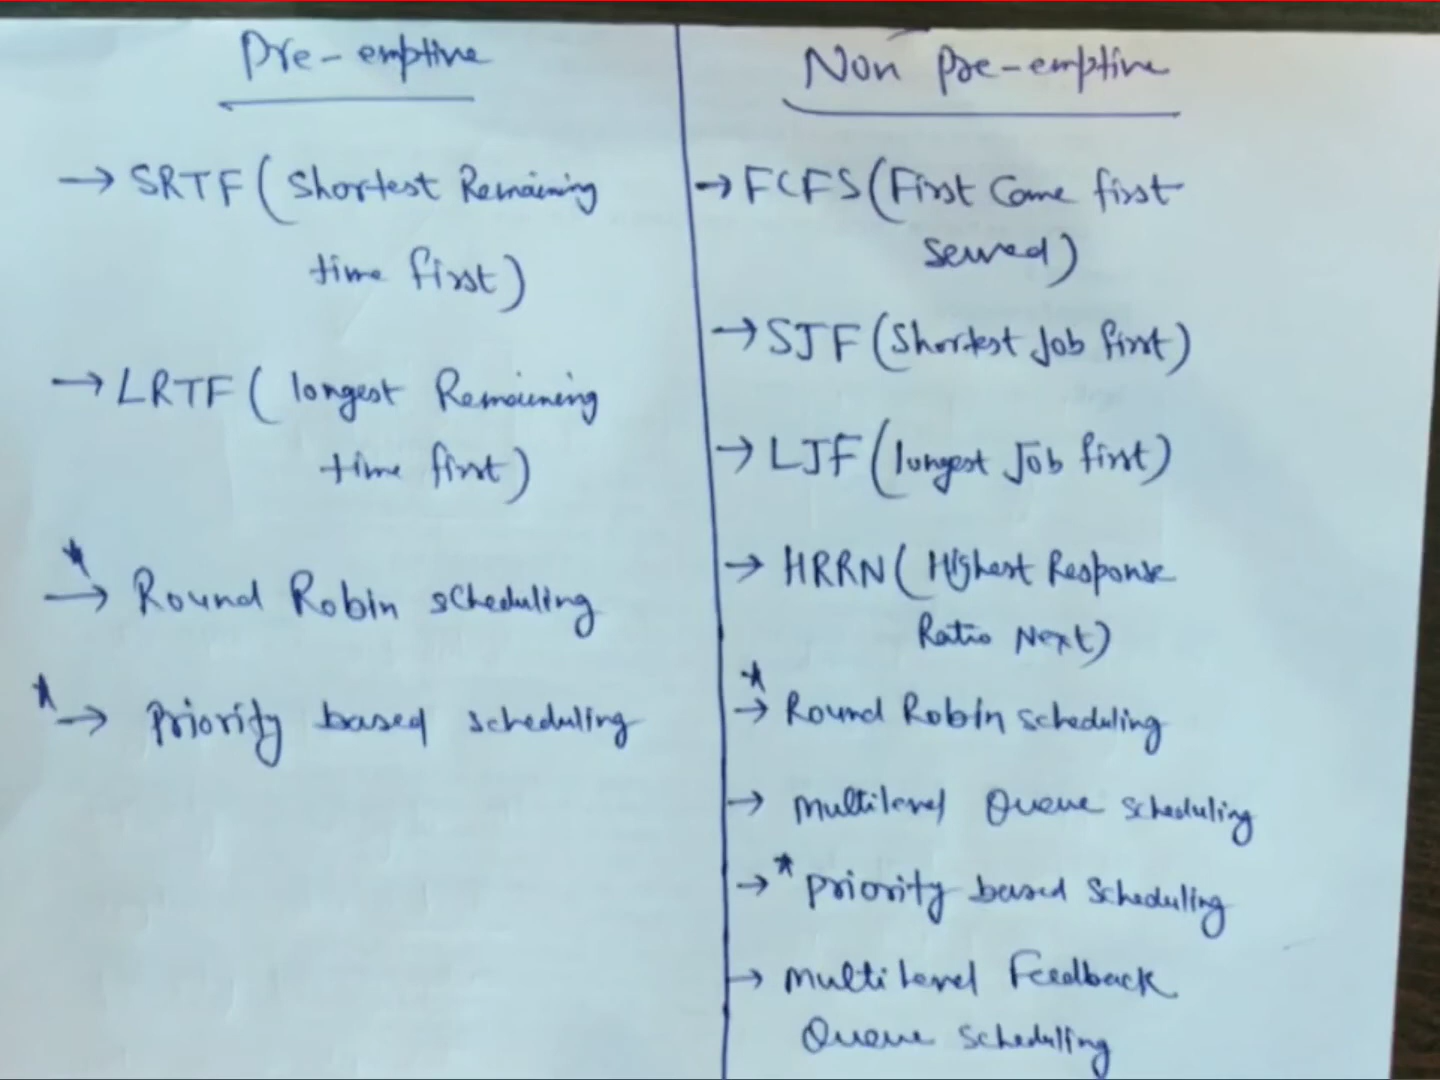 Pre-emptive
→ SRTF (Shortest Remaining
time first)
→ LRTF (longest Remaining
time first)
★
→ Round Robin scheduling
★ → Priority based scheduling
Non Pre-emptive
→ FCFS (First Come first
served)
→ SJF (Shortest Job first)
→ LJF (longest Job first)
→ HRRN (Highest Response
Ratio Next)
★
→ Round Robin scheduling
→ multilevel Queue scheduling
→ ★ priority based Scheduling
→ multilevel Feedback
Queue scheduling